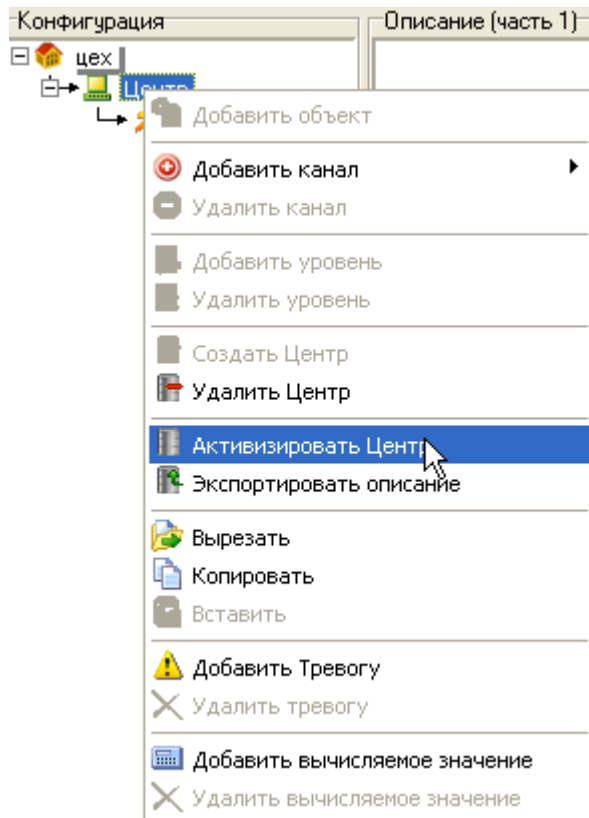 Конфигурация
Описание (часть 1)
цех
Центр
Добавить объект
Добавить канал
Удалить канал
Добавить уровень
Удалить уровень
Создать Центр
Удалить Центр
Активизировать Центр
Экспортировать описание
Вырезать
Копировать
Вставить
Добавить Тревогу
Удалить тревогу
Добавить вычисляемое значение
Удалить вычисляемое значение